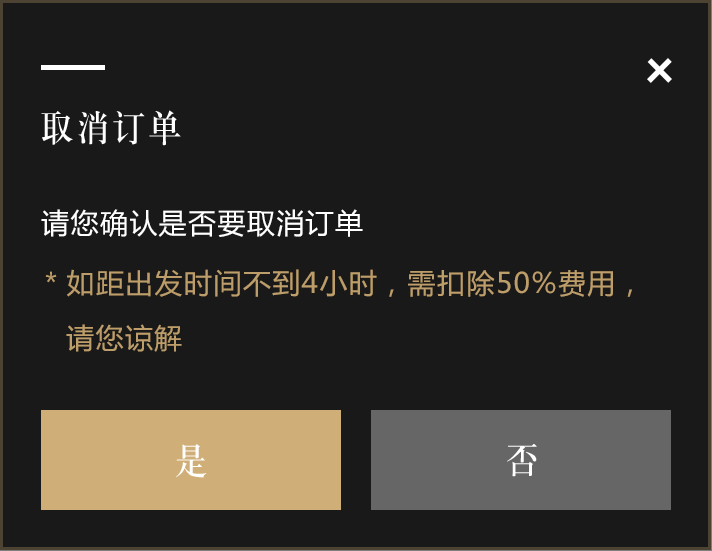 取消订单
请您确认是否要取消订单
* 如距出发时间不到4小时，需扣除50%费用，
请您谅解
是
否